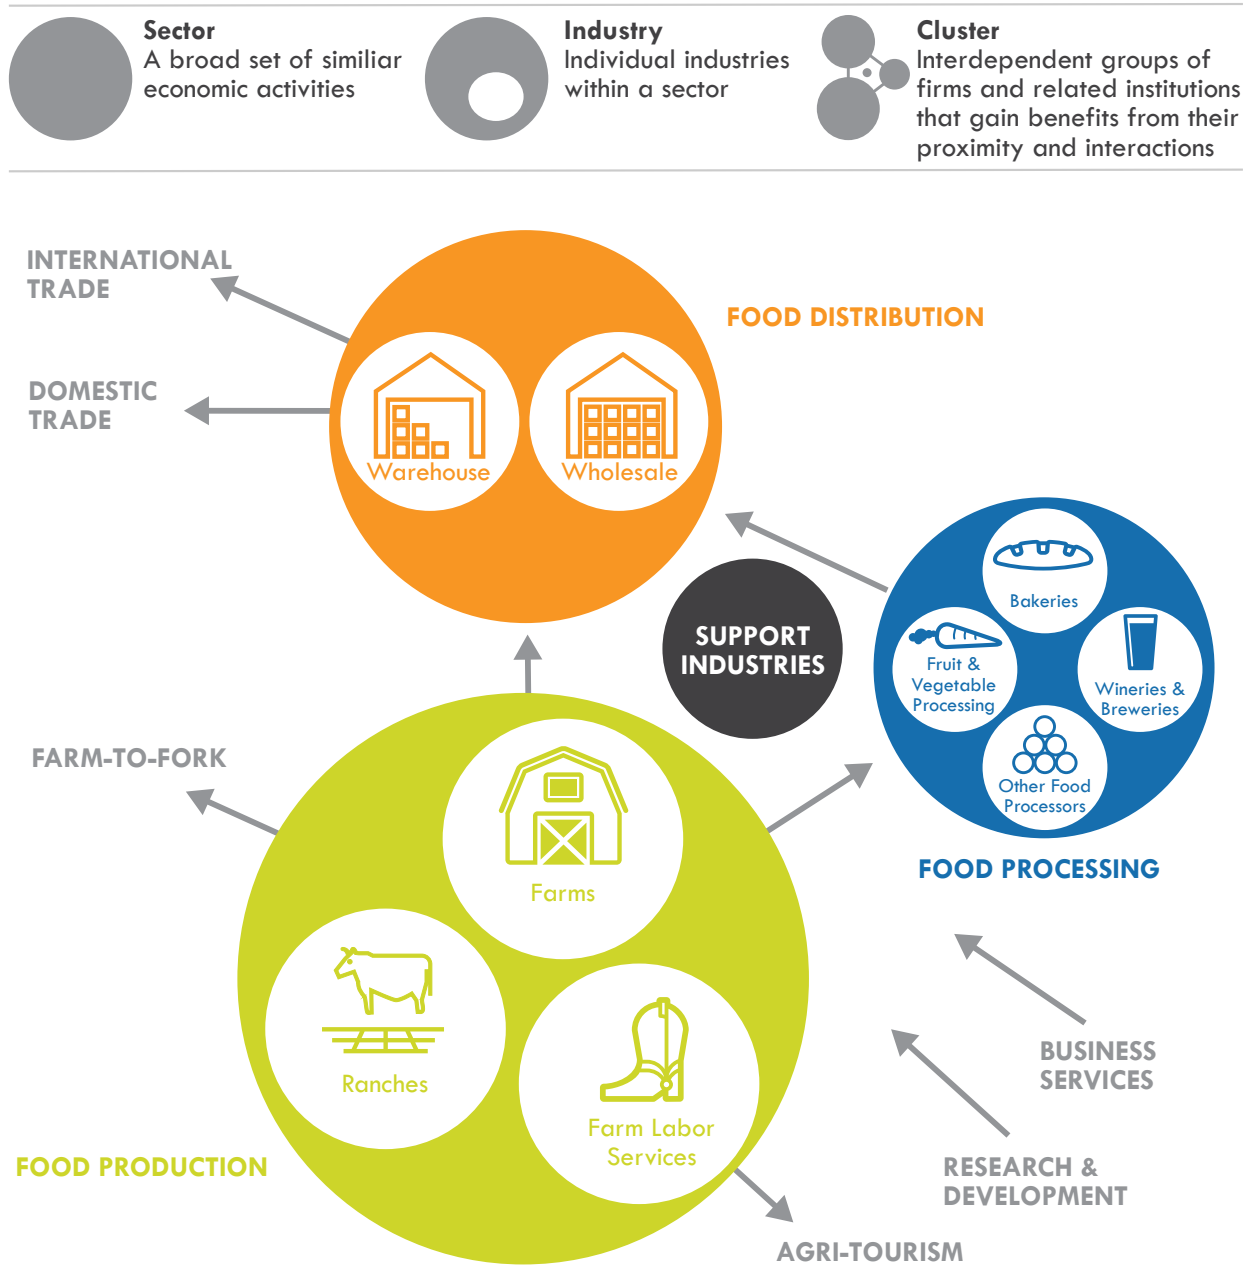 Sector
A broad set of similiar
economic activities
Industry
Individual industries
within a sector
Cluster
Interdependent groups of
firms and related institutions
that gain benefits from their
proximity and interactions
INTERNATIONAL
TRADE
FOOD DISTRIBUTION
DOMESTIC
TRADE
Warehouse
Wholesale
SUPPORT
INDUSTRIES
Bakeries
Fruit &
Vegetable
Processing
Wineries &
Breweries
Other Food
Processors
FOOD PROCESSING
FARM-TO-FORK
Farms
Ranches
Farm Labor
Services
FOOD PRODUCTION
BUSINESS
SERVICES
RESEARCH &
DEVELOPMENT
AGRI-TOURISM